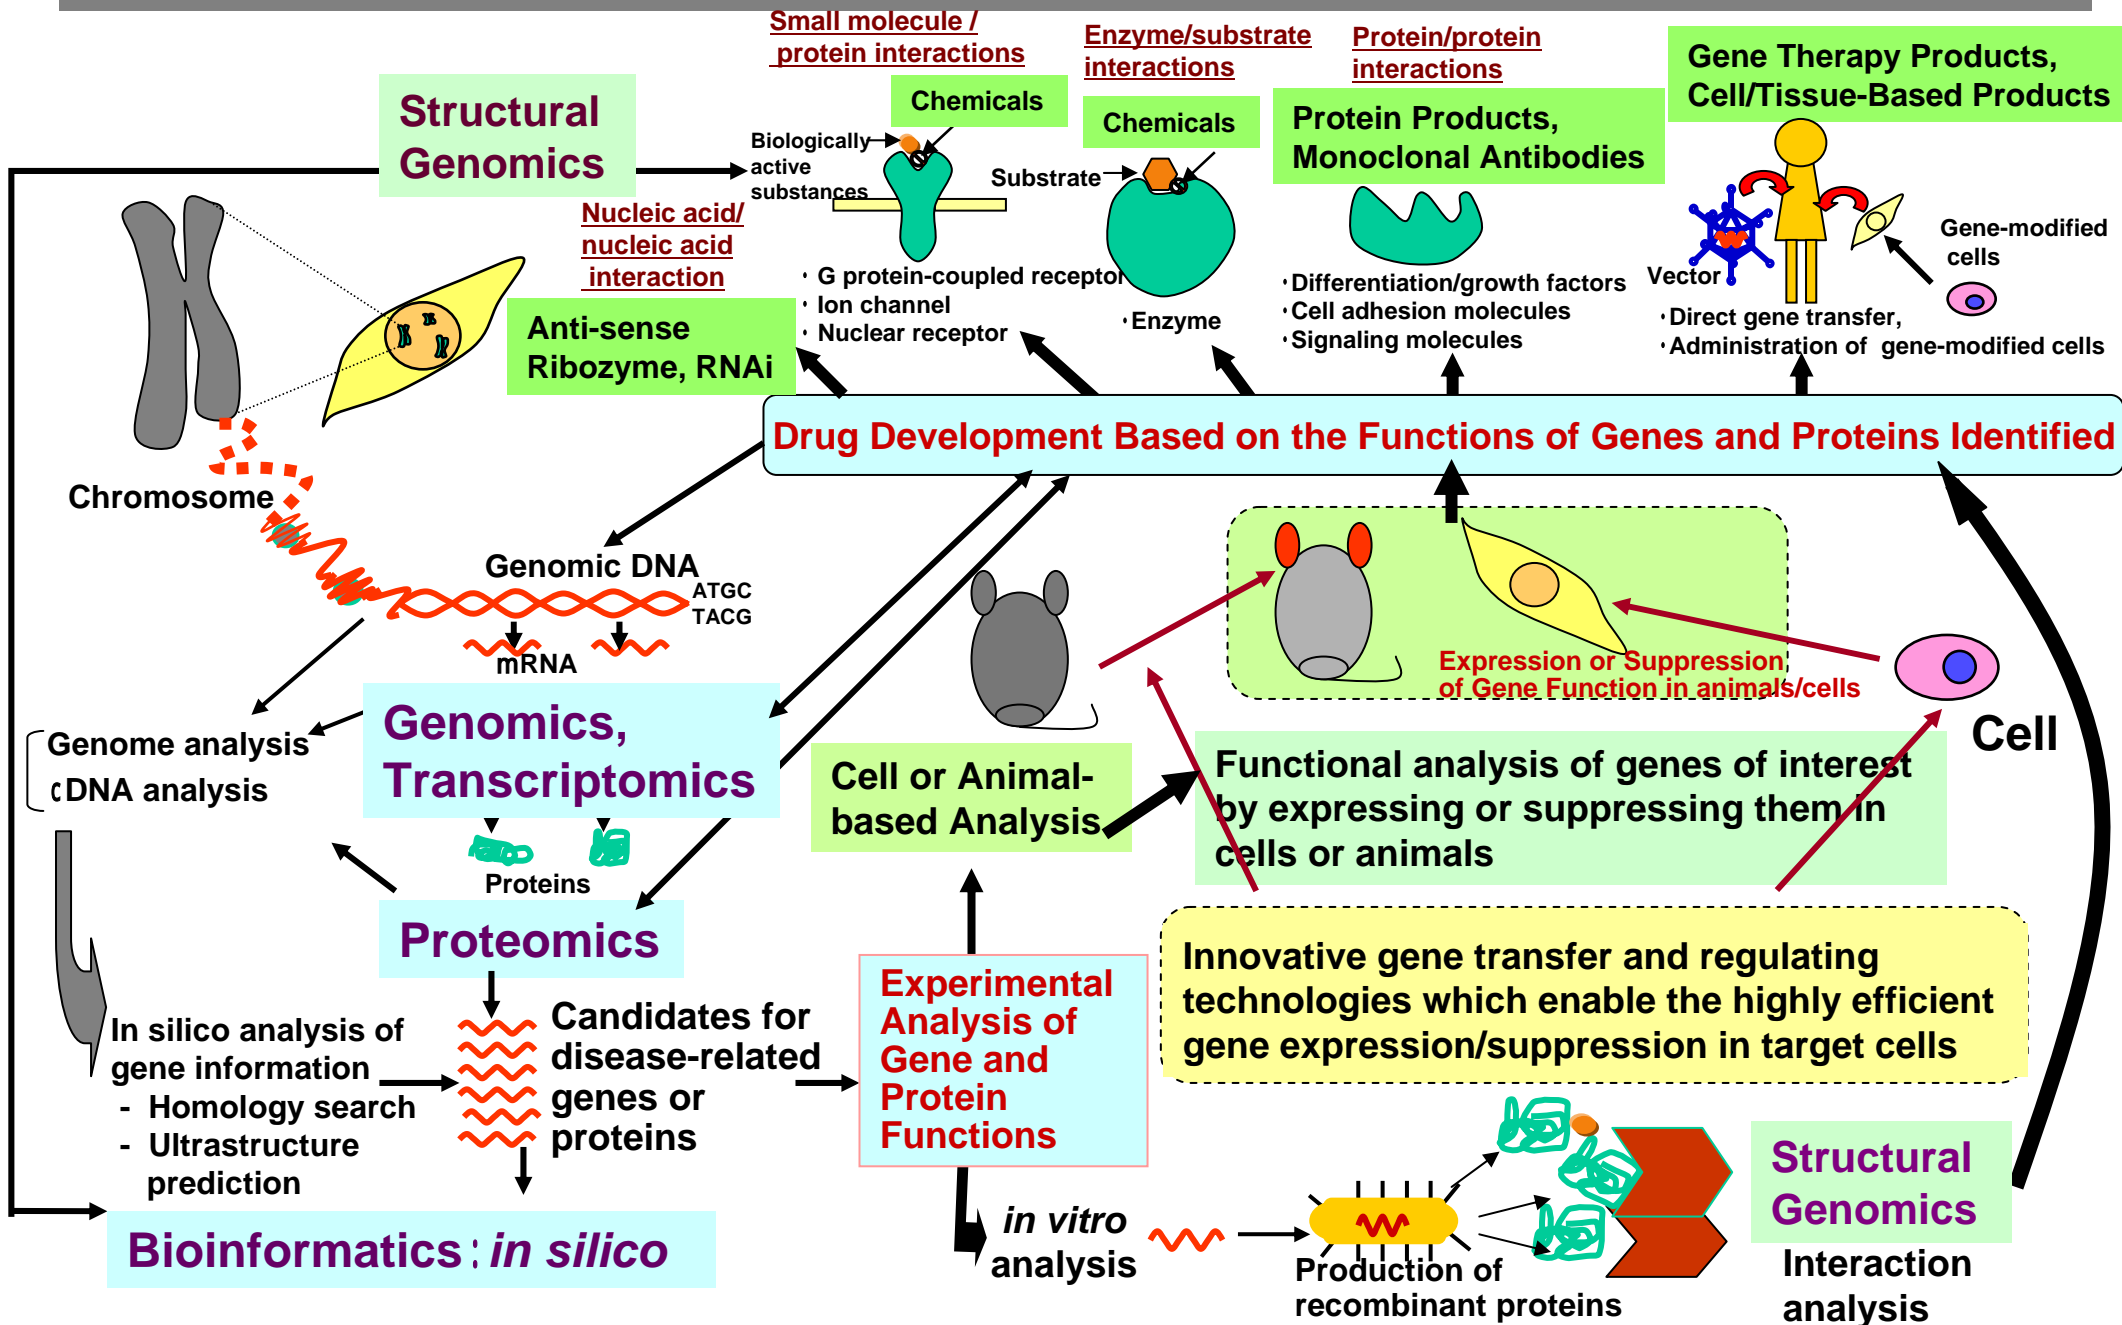 Small molecule /
protein interactions
Enzyme/substrate
interactions
Protein/protein
interactions
Gene Therapy Products,
Cell/Tissue-Based Products
Structural
Genomics
Chemicals
Chemicals
Protein Products,
Monoclonal Antibodies
Biologically
active
substances
Substrate
Nucleic acid/
nucleic acid
interaction
Gene-modified
cells
Vector
· G protein-coupled receptor
· Ion channel
· Nuclear receptor
· Enzyme
· Differentiation/growth factors
· Cell adhesion molecules
· Signaling molecules
· Direct gene transfer,
· Administration of gene-modified cells
Anti-sense
Ribozyme, RNAi
Drug Development Based on the Functions of Genes and Proteins Identified
Chromosome
Genomic DNA
ATGC
TACG
mRNA
Expression or Suppression
of Gene Function in animals/cells
Cell
Genomics,
Transcriptomics
Genome analysis
cDNA analysis
Cell or Animal-
based Analysis
Functional analysis of genes of interest
by expressing or suppressing them in
cells or animals
Proteins
Proteomics
Innovative gene transfer and regulating
technologies which enable the highly efficient
gene expression/suppression in target cells
Experimental
Analysis of
Gene and
Protein
Functions
In silico analysis of
gene information
- Homology search
- Ultrastructure
prediction
Candidates for
disease-related
genes or
proteins
Bioinformatics : in silico
in vitro
analysis
Production of
recombinant proteins
Structural
Genomics
Interaction
analysis